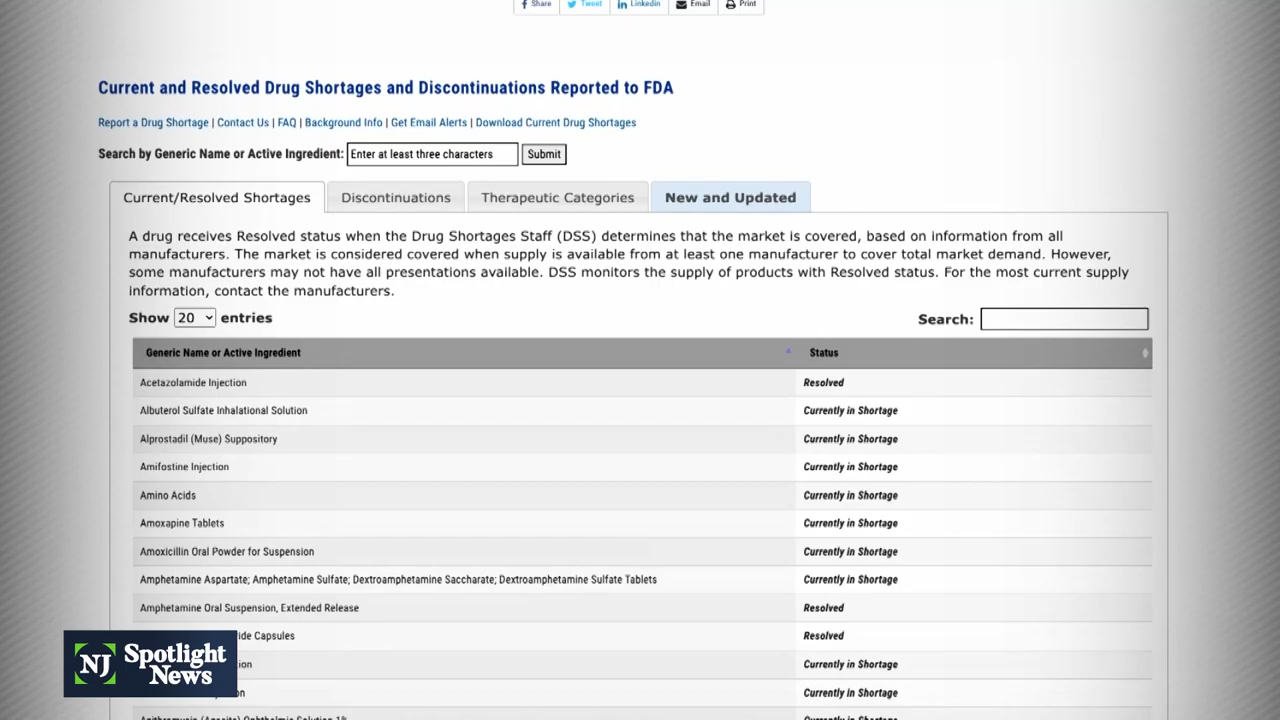 Share Tweet Linkedin Email Print
Current and Resolved Drug Shortages and Discontinuations Reported to FDA
Report a Drug Shortage | Contact Us | FAQ | Background Info | Get Email Alerts | Download Current Drug Shortages
Search by Generic Name or Active Ingredient: Enter at least three characters Submit
Current/Resolved Shortages Discontinuations Therapeutic Categories New and Updated
A drug receives Resolved status when the Drug Shortages Staff (DSS) determines that the market is covered, based on information from all
manufacturers. The market is considered covered when supply is available from at least one manufacturer to cover total market demand. However,
some manufacturers may not have all presentations available. DSS monitors the supply of products with Resolved status. For the most current supply
information, contact the manufacturers.
Show 20 entries Search:
Generic Name or Active Ingredient Status
Acetazolamide Injection Resolved
Albuterol Sulfate Inhalational Solution Currently in Shortage
Alprostadil (Muse) Suppository Currently in Shortage
Amifostine Injection Currently in Shortage
Amino Acids Currently in Shortage
Amoxapine Tablets Currently in Shortage
Amoxicillin Oral Powder for Suspension Currently in Shortage
Amphetamine Aspartate; Amphetamine Sulfate; Dextroamphetamine Saccharate; Dextroamphetamine Sulfate Tablets Currently in Shortage
Amphetamine Oral Suspension, Extended Release Resolved
ide Capsules Resolved
ion Currently in Shortage
on Currently in Shortage
NJ Spotlight
News